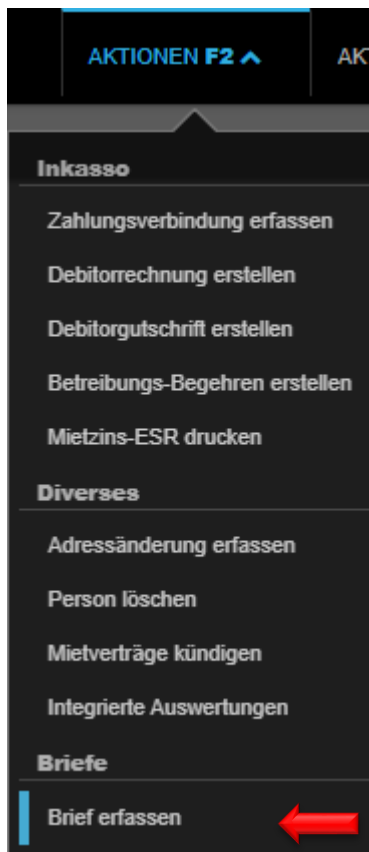 AKTIONEN F2
AK
Inkasso
Zahlungsverbindung erfassen
Debitorrechnung erstellen
Debitorgutschrift erstellen
Betreibungs-Begehren erstellen
Mietzins-ESR drucken
Diverses
Adressänderung erfassen
Person löschen
Mietverträge kündigen
Integrierte Auswertungen
Briefe
Brief erfassen